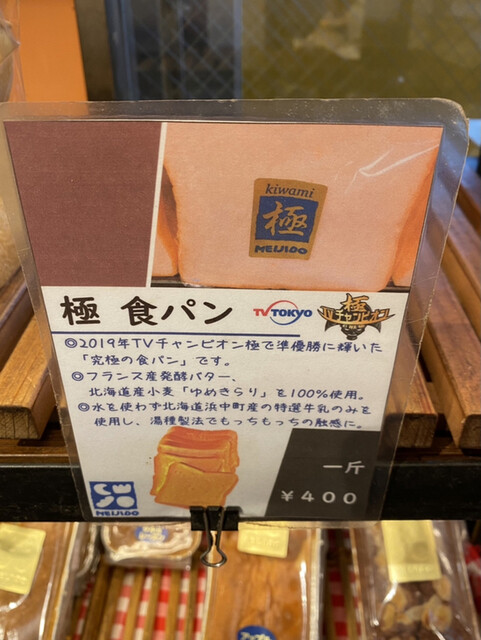 kiwami
極
MEIJIDO
極 食パン
TV TOKYO
極
TVチャンピオン
◎2019年TVチャンピオン極で準優勝に輝いた
「究極の食パン」です。
◎フランス産発酵バター、
北海道産小麦「ゆめきらり」を100%使用。
◎水を使わず北海道浜中町産の特選牛乳のみを
使用し、湯種製法でもっちもっちの触感に。
MEIJIDO
一斤
¥400